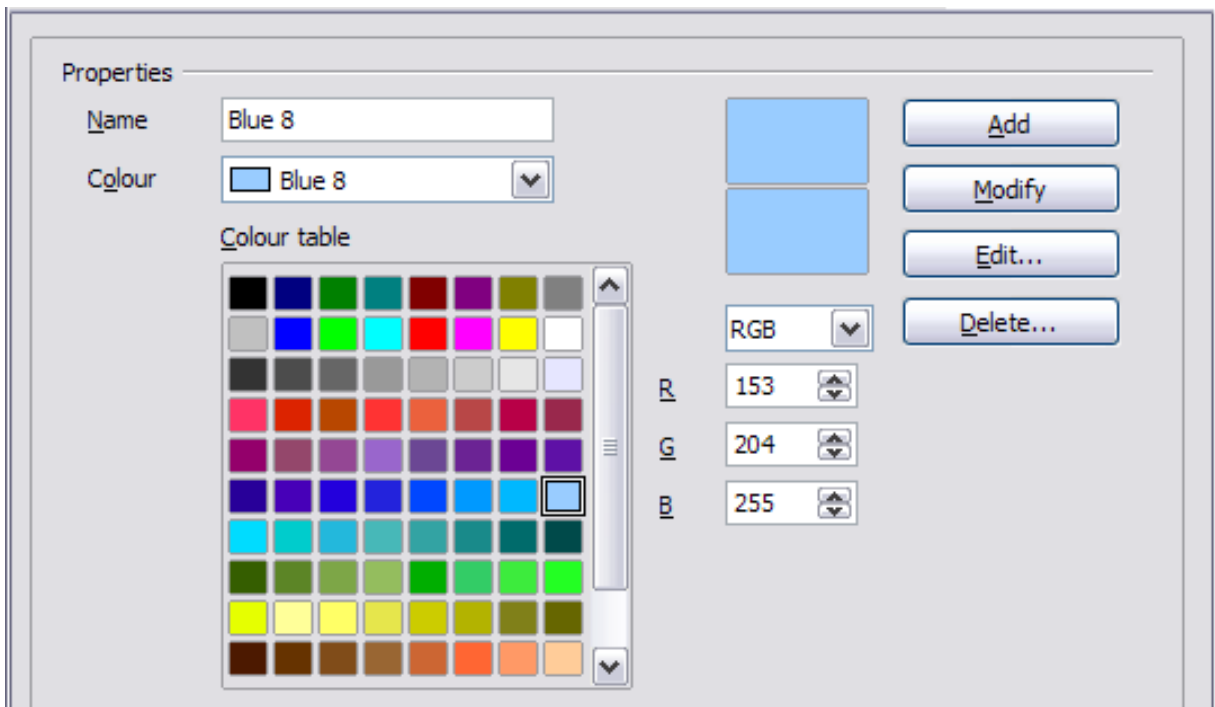 Properties
Name
Blue 8
Add
Colour
Blue 8
Modify
Colour table
Edit...
RGB
Delete...
R
153
G
204
B
255